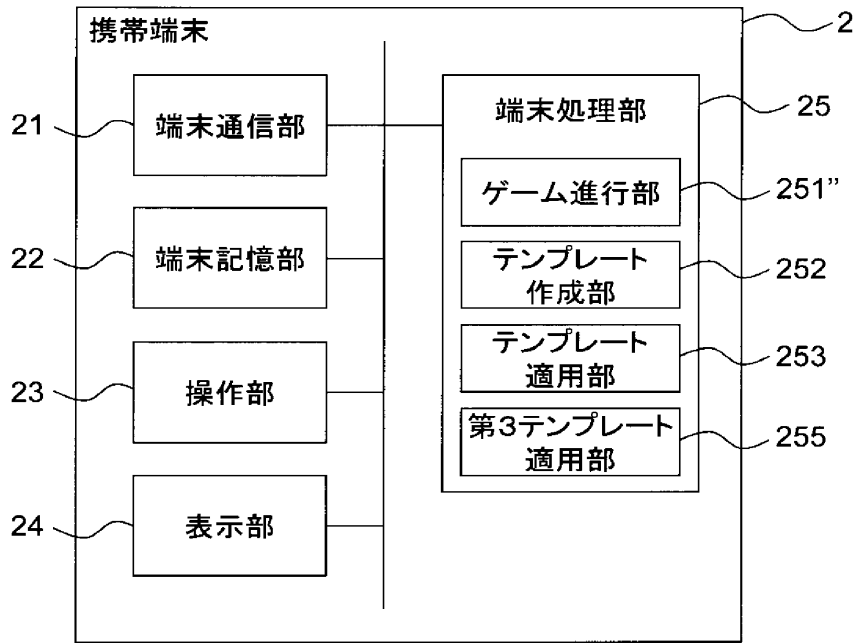 携帯端末
2
21
端末通信部
22
端末記憶部
23
操作部
24
表示部
端末処理部
25
ゲーム進行部
251”
テンプレート
作成部
252
テンプレート
適用部
253
第3テンプレート
適用部
255